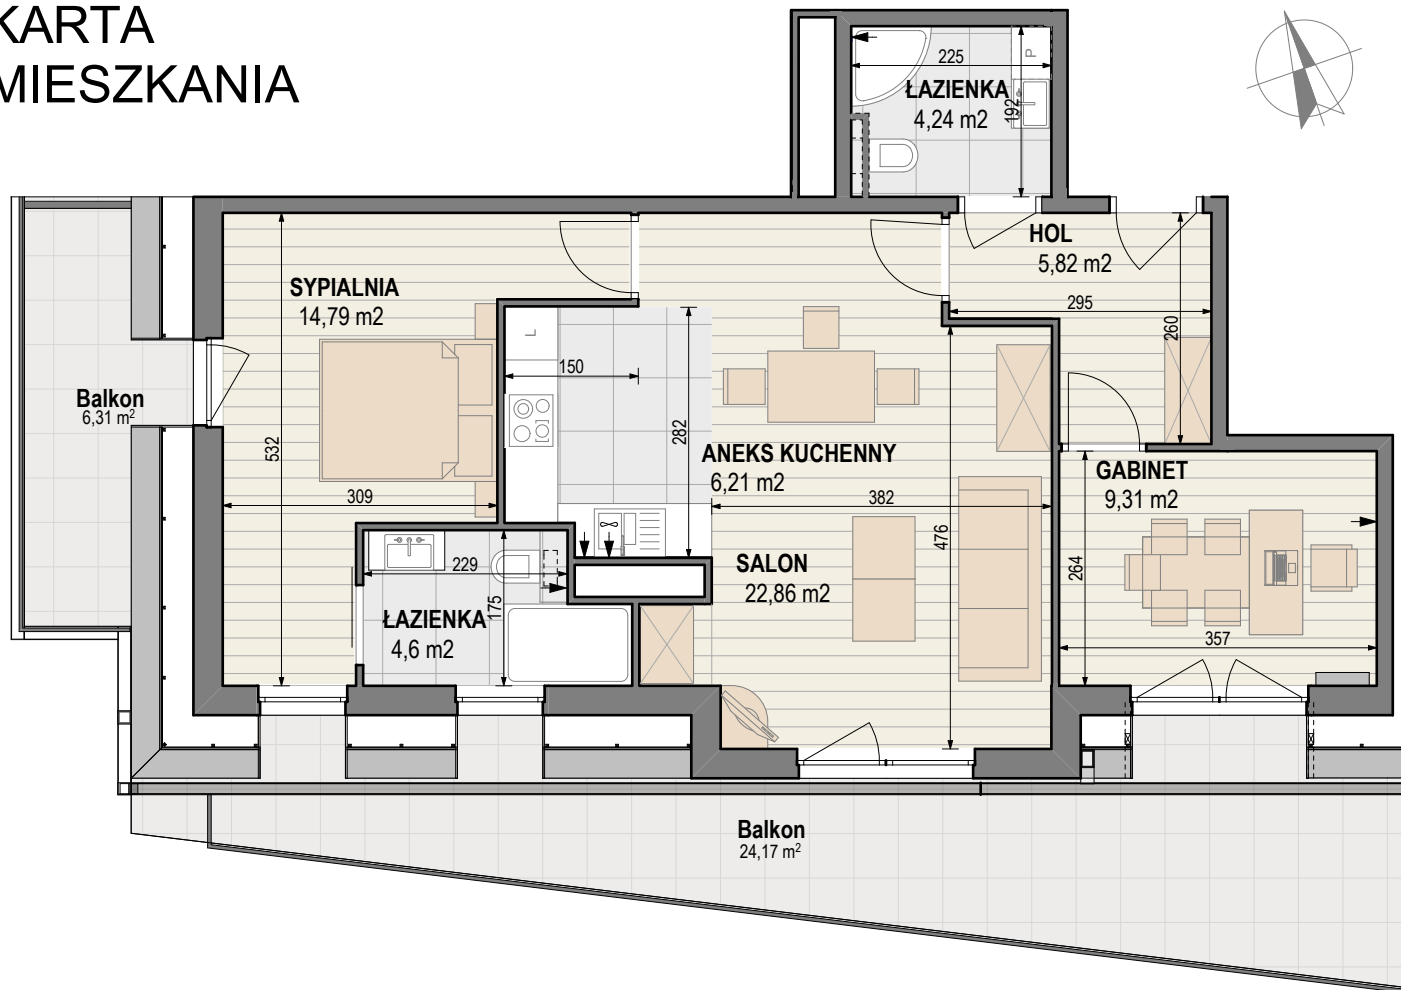 KARTA
MIESZKANIA
225
P
ŁAZIENKA
4,24 m2
192
HOL
5,82 m2
295
260
SYPIALNIA
14,79 m2
L
150
282
532
309
Balkon
6,31 m²
ANEKS KUCHENNY
6,21 m2
382
476
GABINET
9,31 m2
264
357
SALON
22,86 m2
229
175
ŁAZIENKA
4,6 m2
Balkon
24,17 m²